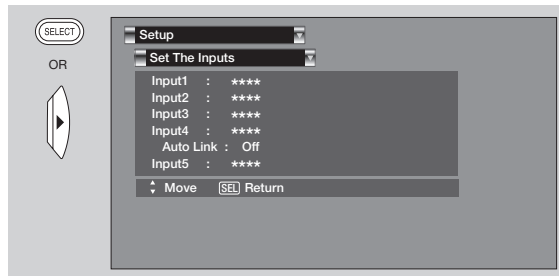 SELECT
OR
Setup
Set The Inputs
Input1 : ****
Input2 : ****
Input3 : ****
Input4 : ****
Auto Link : Off
Input5 : ****
Move SEL Return